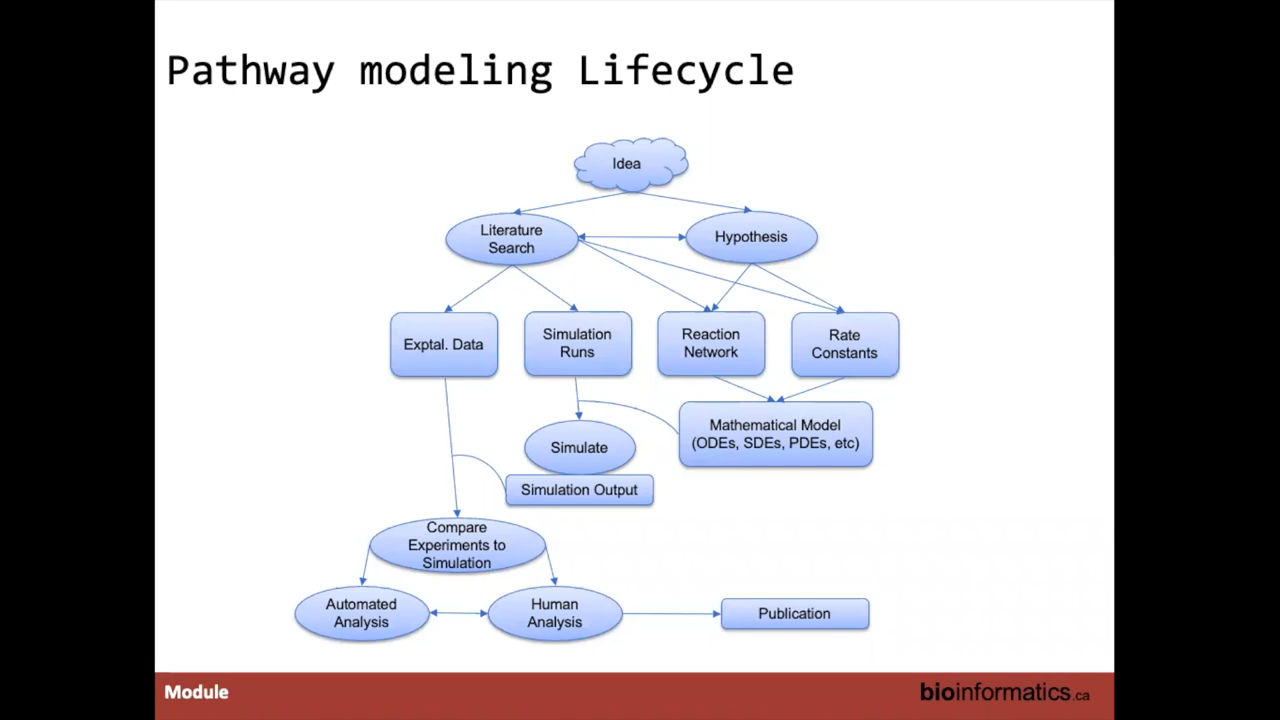 Pathway modeling Lifecycle
Idea
Literature
Search
Hypothesis
Exptal. Data
Simulation
Runs
Reaction
Network
Rate
Constants
Mathematical Model
(ODEs, SDEs, PDEs, etc)
Simulate
Simulation Output
Compare
Experiments to
Simulation
Automated
Analysis
Human
Analysis
Publication
Module
bioinformatics.ca